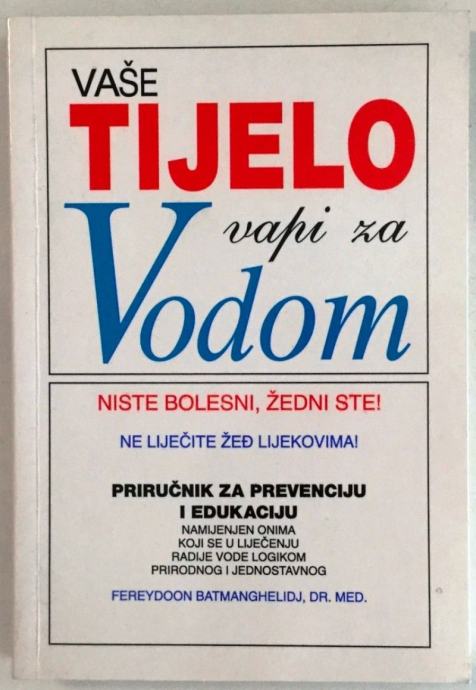 VAŠE
TIJELO
vapi za
Vodom
NISTE BOLESNI, ŽEDNI STE!
NE LIJEČITE ŽEĐ LIJEKOVIMA!
PRIRUČNIK ZA PREVENCIJU
I EDUKACIJU
NAMIJENJEN ONIMA
KOJI SE U LIJEČENJU
RADIJE VODE LOGIKOM
PRIRODNOG I JEDNOSTAVNOG
FEREYDOON BATMANGHELIDJ, DR. MED.